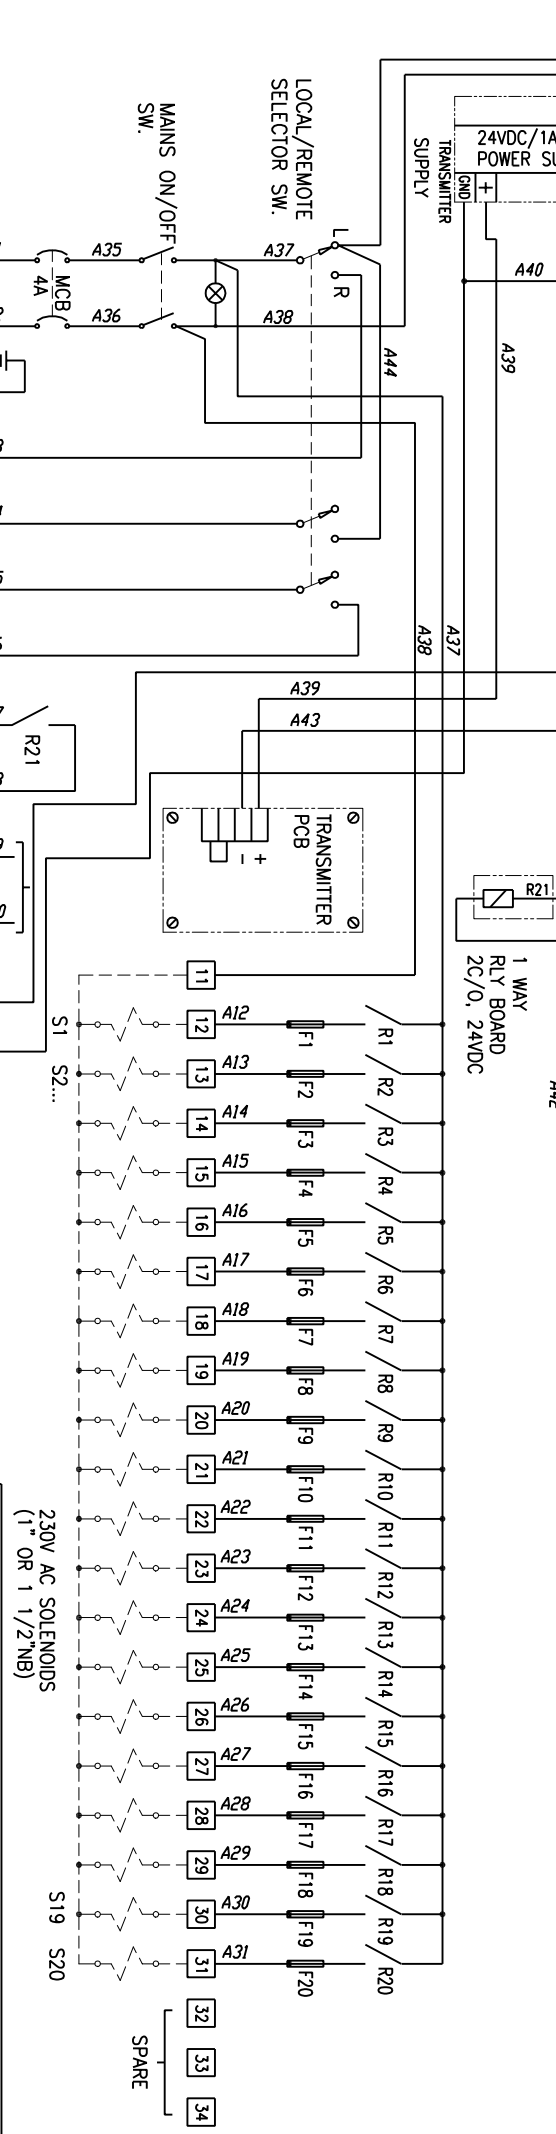 LOCAL/REMOTE
SELECTOR SW.
MAINS ON/OFF
SW.
24VDC/1A
POWER SU
TRANSMITTER
SUPPLY
GND
+
L
R
A35
MCB
4A
A36
A37
A38
A40
A39
A44
A38
A37
A39
A43
R21
TRANSMITTER
PCB
- +
R21
1 WAY
RLY BOARD
2C/O, 24VDC
A42
11
S1
12
A12
F1
R1
S2...
13
A13
F2
R2
14
A14
F3
R3
15
A15
F4
R4
16
A16
F5
R5
17
A17
F6
R6
18
A18
F7
R7
19
A19
F8
R8
20
A20
F9
R9
21
A21
F10
R10
22
A22
F11
R11
23
A23
F12
R12
24
A24
F13
R13
25
A25
F14
R14
26
A26
F15
R15
27
A27
F16
R16
28
A28
F17
R17
29
A29
F18
R18
S19
30
A30
F19
R19
S20
31
A31
F20
R20
230V AC SOLENOIDS
(1" OR 1 1/2"NB)
32
33
34
SPARE